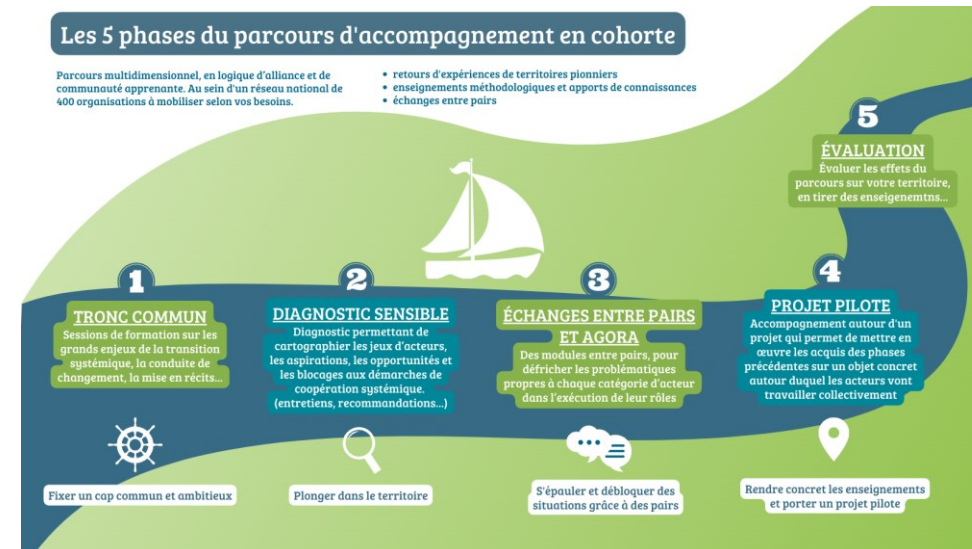 Les 5 phases du parcours d'accompagnement en cohorte
Parcours multidimensionnel, en logique d'alliance et de
communauté apprenante. Au sein d'un réseau national de
400 organisations à mobiliser selon vos besoins.
• retours d'expériences de territoires pionniers
• enseignements méthodologiques et apports de connaissances
• échanges entre pairs
1
TRONC COMMUN
Sessions de formation sur les
grands enjeux de la transition
systémique, la conduite de
changement, la mise en récits...
Fixer un cap commun et ambitieux
2
DIAGNOSTIC SENSIBLE
Diagnostic permettant de
cartographier les jeux d'acteurs,
les aspirations, les opportunités et
les blocages aux démarches de
coopération systémique.
(entretiens, recommandations...)
Plonger dans le territoire
3
ÉCHANGES ENTRE PAIRS
ET AGORA
Des modules entre pairs, pour
défricher les problématiques
propres à chaque catégorie d'acteur
dans l'exécution de leur rôles
S'épauler et débloquer des
situations grâce à des pairs
4
PROJET PILOTE
Accompagnement autour d'un
projet qui permet de mettre en
œuvre les acquis des phases
précédentes sur un objet concret
autour duquel les acteurs vont
travailler collectivement
Rendre concret les enseignements
et porter un projet pilote
5
ÉVALUATION
Évaluer les effets du
parcours sur votre territoire,
en tirer des enseigenemtns...